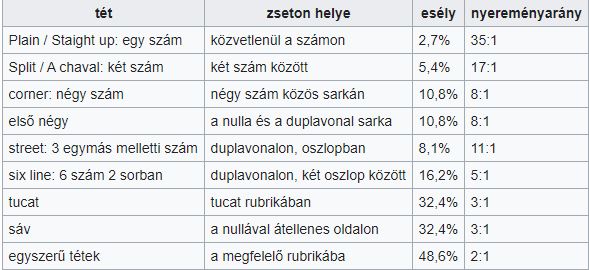 tét zseton helye esély nyereményarány
Plain / Staight up: egy szám közvetlenül a számon 2,7% 35:1
Split / A chaval: két szám két szám között 5,4% 17:1
corner: négy szám négy szám közös sarkán 10,8% 8:1
első négy a nulla és a duplavonal sarka 10,8% 8:1
street: 3 egymás melletti szám duplavonalon, oszlopban 8,1% 11:1
six line: 6 szám 2 sorban duplavonalon, két oszlop között 16,2% 5:1
tucat tucat rubrikában 32,4% 3:1
sáv a nullával átellenes oldalon 32,4% 3:1
egyszerű tétek a megfelelő rubrikába 48,6% 2:1